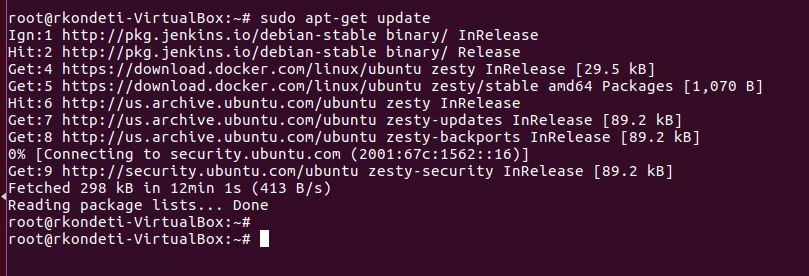 root@rkondeti-VirtualBox:~# sudo apt-get update
Ign:1 http://pkg.jenkins.io/debian-stable binary/ InRelease
Hit:2 http://pkg.jenkins.io/debian-stable binary/ Release
Get:4 https://download.docker.com/linux/ubuntu zesty InRelease [29.5 kB]
Get:5 https://download.docker.com/linux/ubuntu zesty/stable amd64 Packages [1,070 B]
Hit:6 http://us.archive.ubuntu.com/ubuntu zesty InRelease
Get:7 http://us.archive.ubuntu.com/ubuntu zesty-updates InRelease [89.2 kB]
Get:8 http://us.archive.ubuntu.com/ubuntu zesty-backports InRelease [89.2 kB]
0% [Connecting to security.ubuntu.com (2001:67c:1562::16)]
Get:9 http://security.ubuntu.com/ubuntu zesty-security InRelease [89.2 kB]
Fetched 298 kB in 12min 1s (413 B/s)
Reading package lists... Done
root@rkondeti-VirtualBox:~#
root@rkondeti-VirtualBox:~#